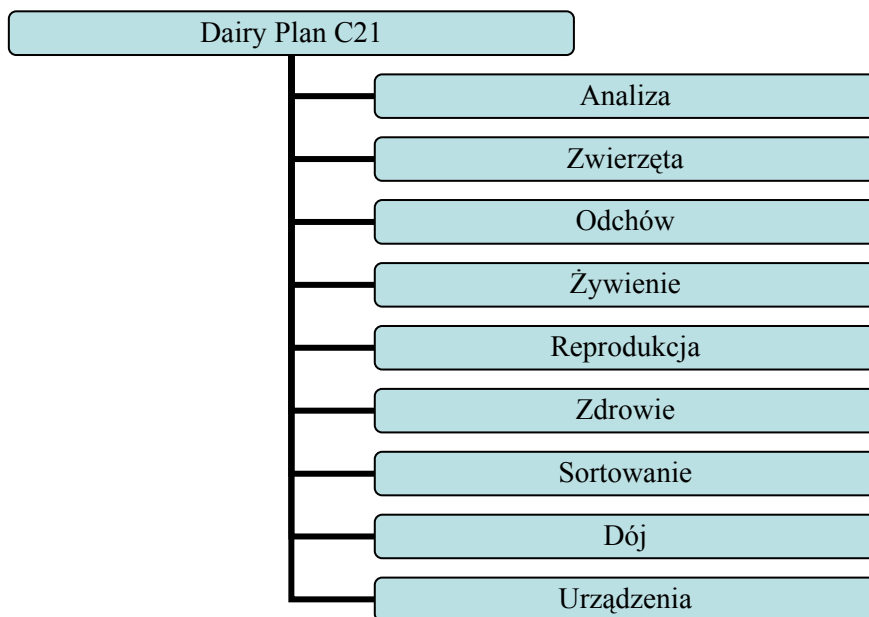 Dairy Plan C21
Analiza
Zwierzęta
Odchów
Żywienie
Reprodukcja
Zdrowie
Sortowanie
Dój
Urządzenia